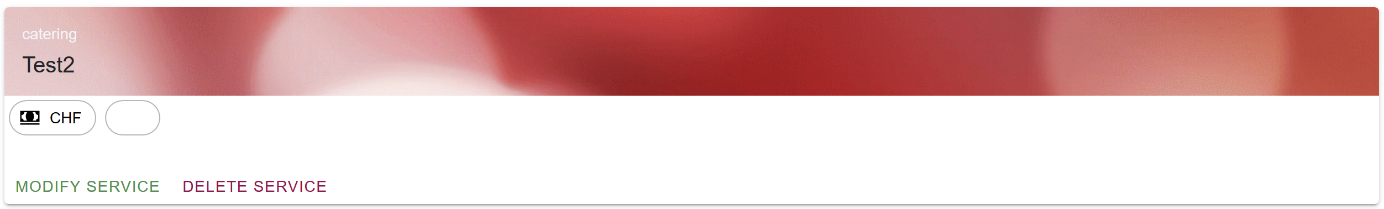 catering
Test2
CHF
MODIFY SERVICE DELETE SERVICE